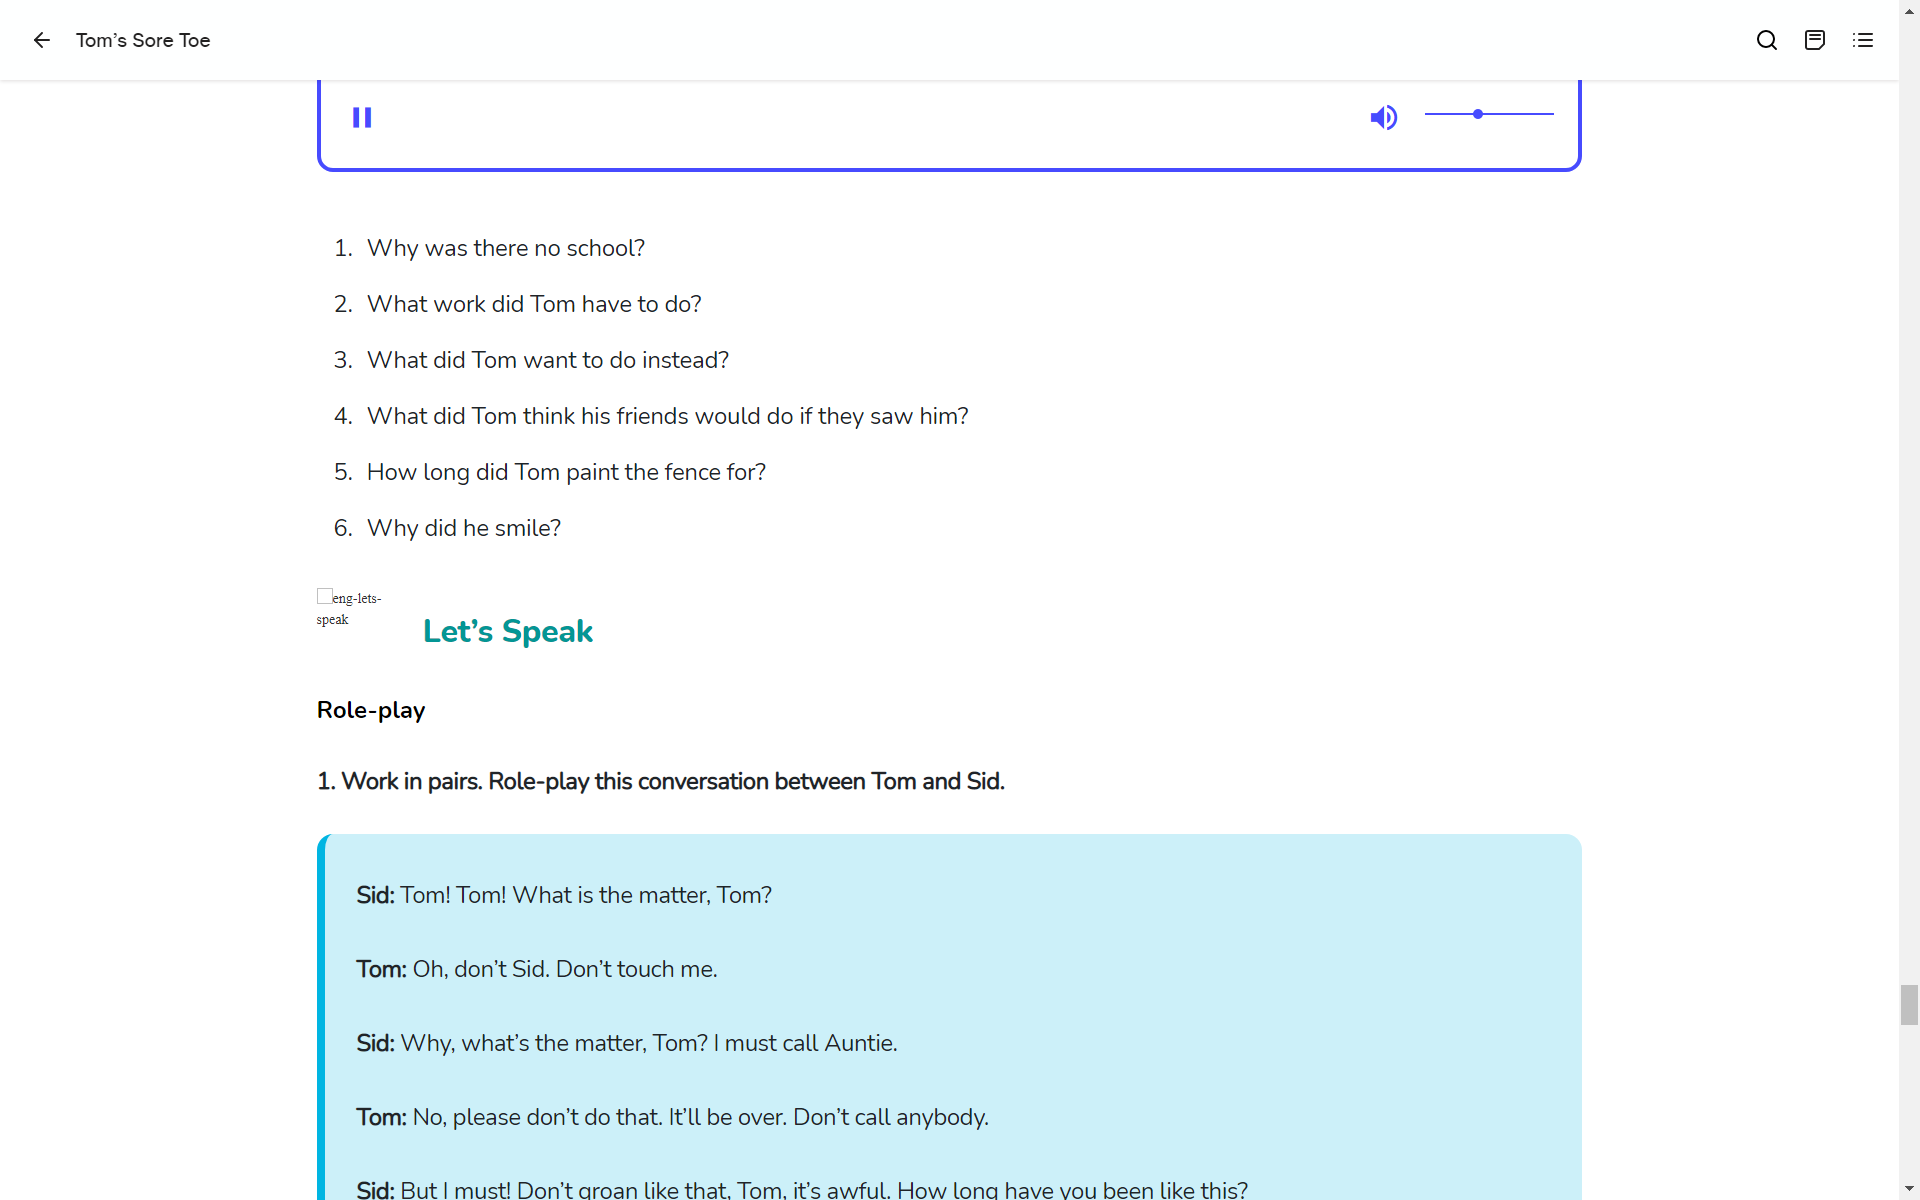 Tom’s Sore Toe
1. Why was there no school?
2. What work did Tom have to do?
3. What did Tom want to do instead?
4. What did Tom think his friends would do if they saw him?
5. How long did Tom paint the fence for?
6. Why did he smile?
eng-lets-
speak
Let’s Speak
Role-play
1. Work in pairs. Role-play this conversation between Tom and Sid.
Sid: Tom! Tom! What is the matter, Tom?
Tom: Oh, don’t Sid. Don’t touch me.
Sid: Why, what’s the matter, Tom? I must call Auntie.
Tom: No, please don’t do that. It’ll be over. Don’t call anybody.
Sid: But I must! Don’t groan like that, Tom, it’s awful. How long have you been like this?